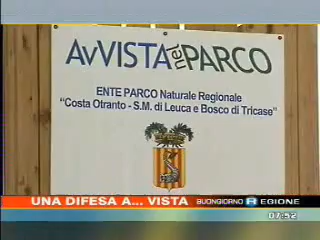 AvVISTA nel PARCO
ENTE PARCO Naturale Regionale
"Costa Otranto - S.M. di Leuca e Bosco di Tricase"
UNA DIFESA A... VISTA BUONGIORNO REGIONE
07:52